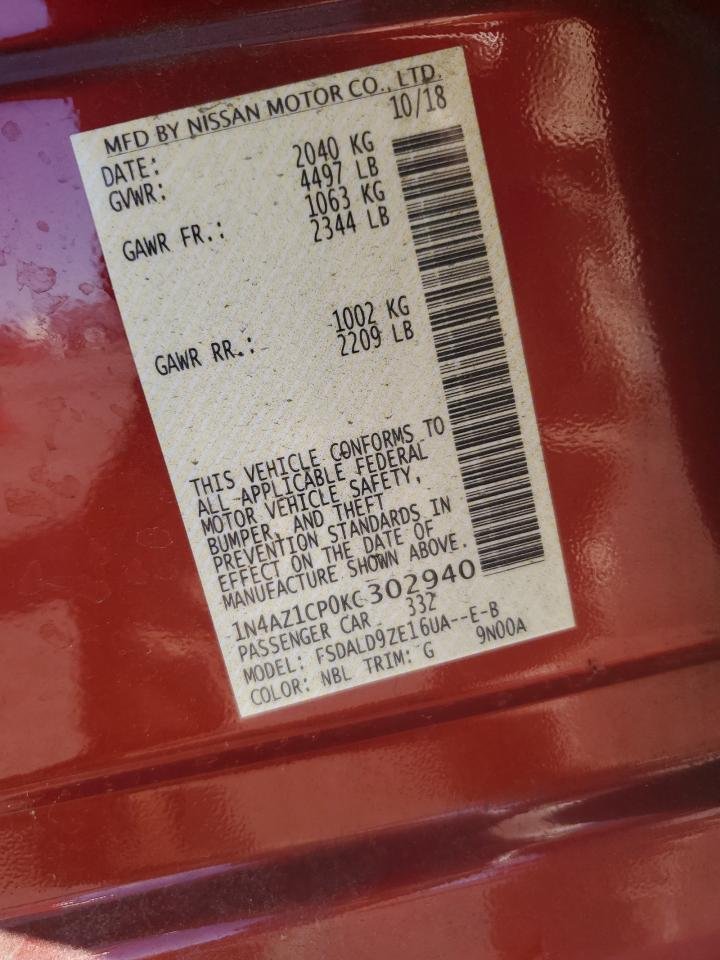 MFD BY NISSAN MOTOR CO., LTD.
DATE: 10/18
GVWR: 2040 KG
4497 LB
GAWR FR.: 1063 KG
2344 LB
GAWR RR.: 1002 KG
2209 LB
THIS VEHICLE CONFORMS TO
ALL APPLICABLE FEDERAL
MOTOR VEHICLE SAFETY,
BUMPER, AND THEFT
PREVENTION STANDARDS IN
EFFECT ON THE DATE OF
MANUFACTURE SHOWN ABOVE.
1N4AZ1CP0KC302940
PASSENGER CAR 332
MODEL: FSDALD9ZE16UA--E-B
COLOR: NBL TRIM: G 9N00A